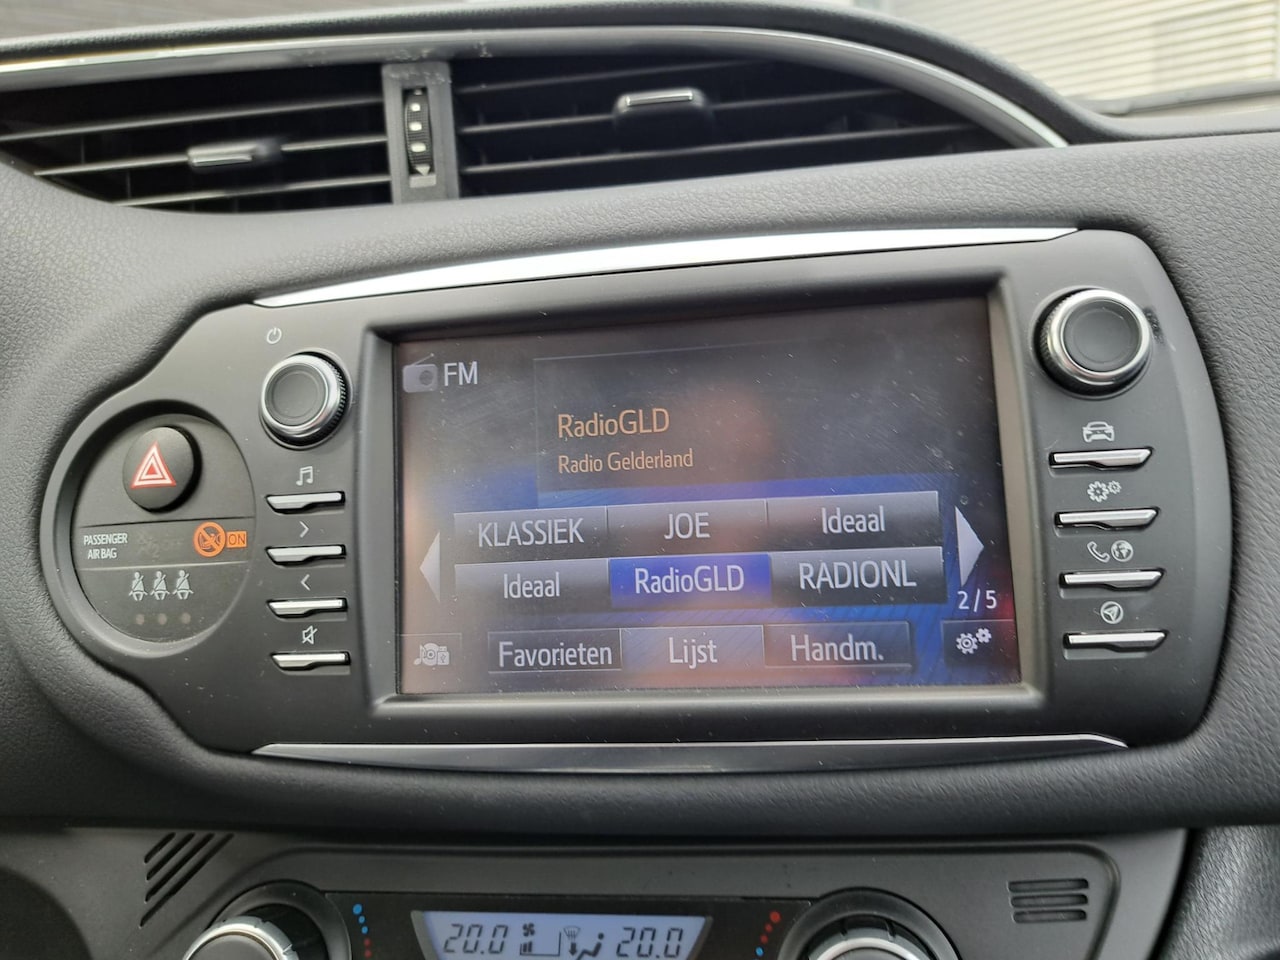 FM
RadioGLD
Radio Gelderland
KLASSIEK JOE Ideaal
Ideaal RadioGLD RADIONL
2/5
Favorieten Lijst Handm.
PASSENGER
AIR BAG
ON
20.0 20.0